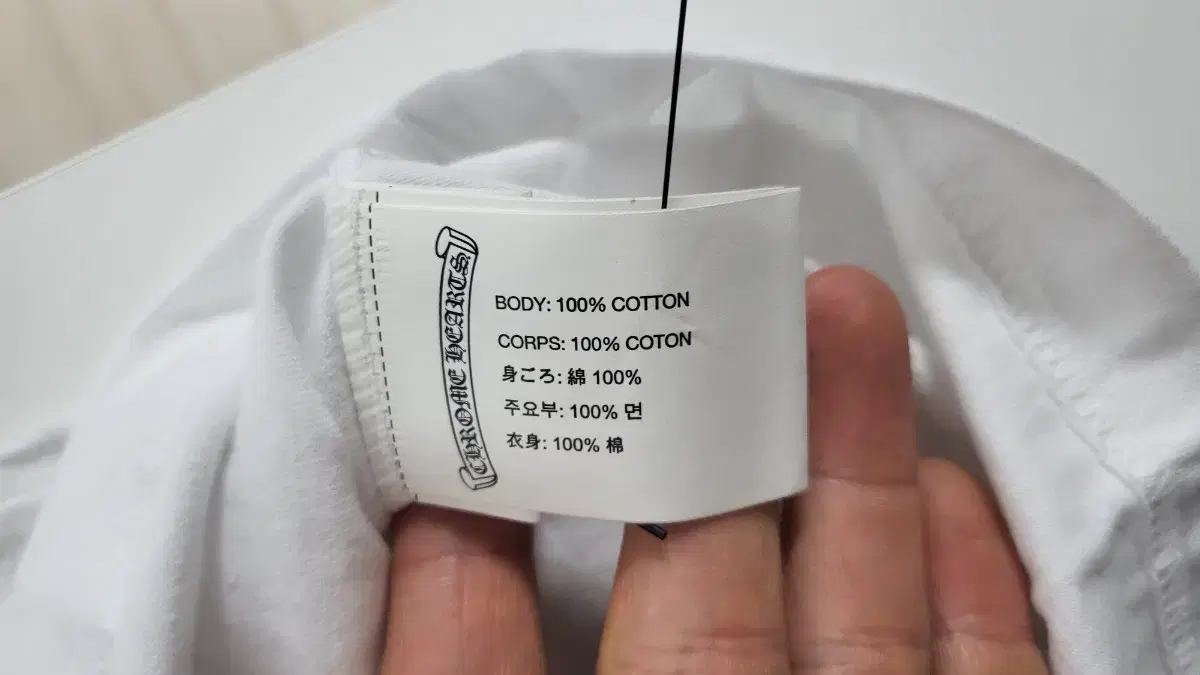 CHROME HEARTS
BODY: 100% COTTON
CORPS: 100% COTON
身ごろ: 綿 100%
주요부: 100% 면
衣身: 100% 棉